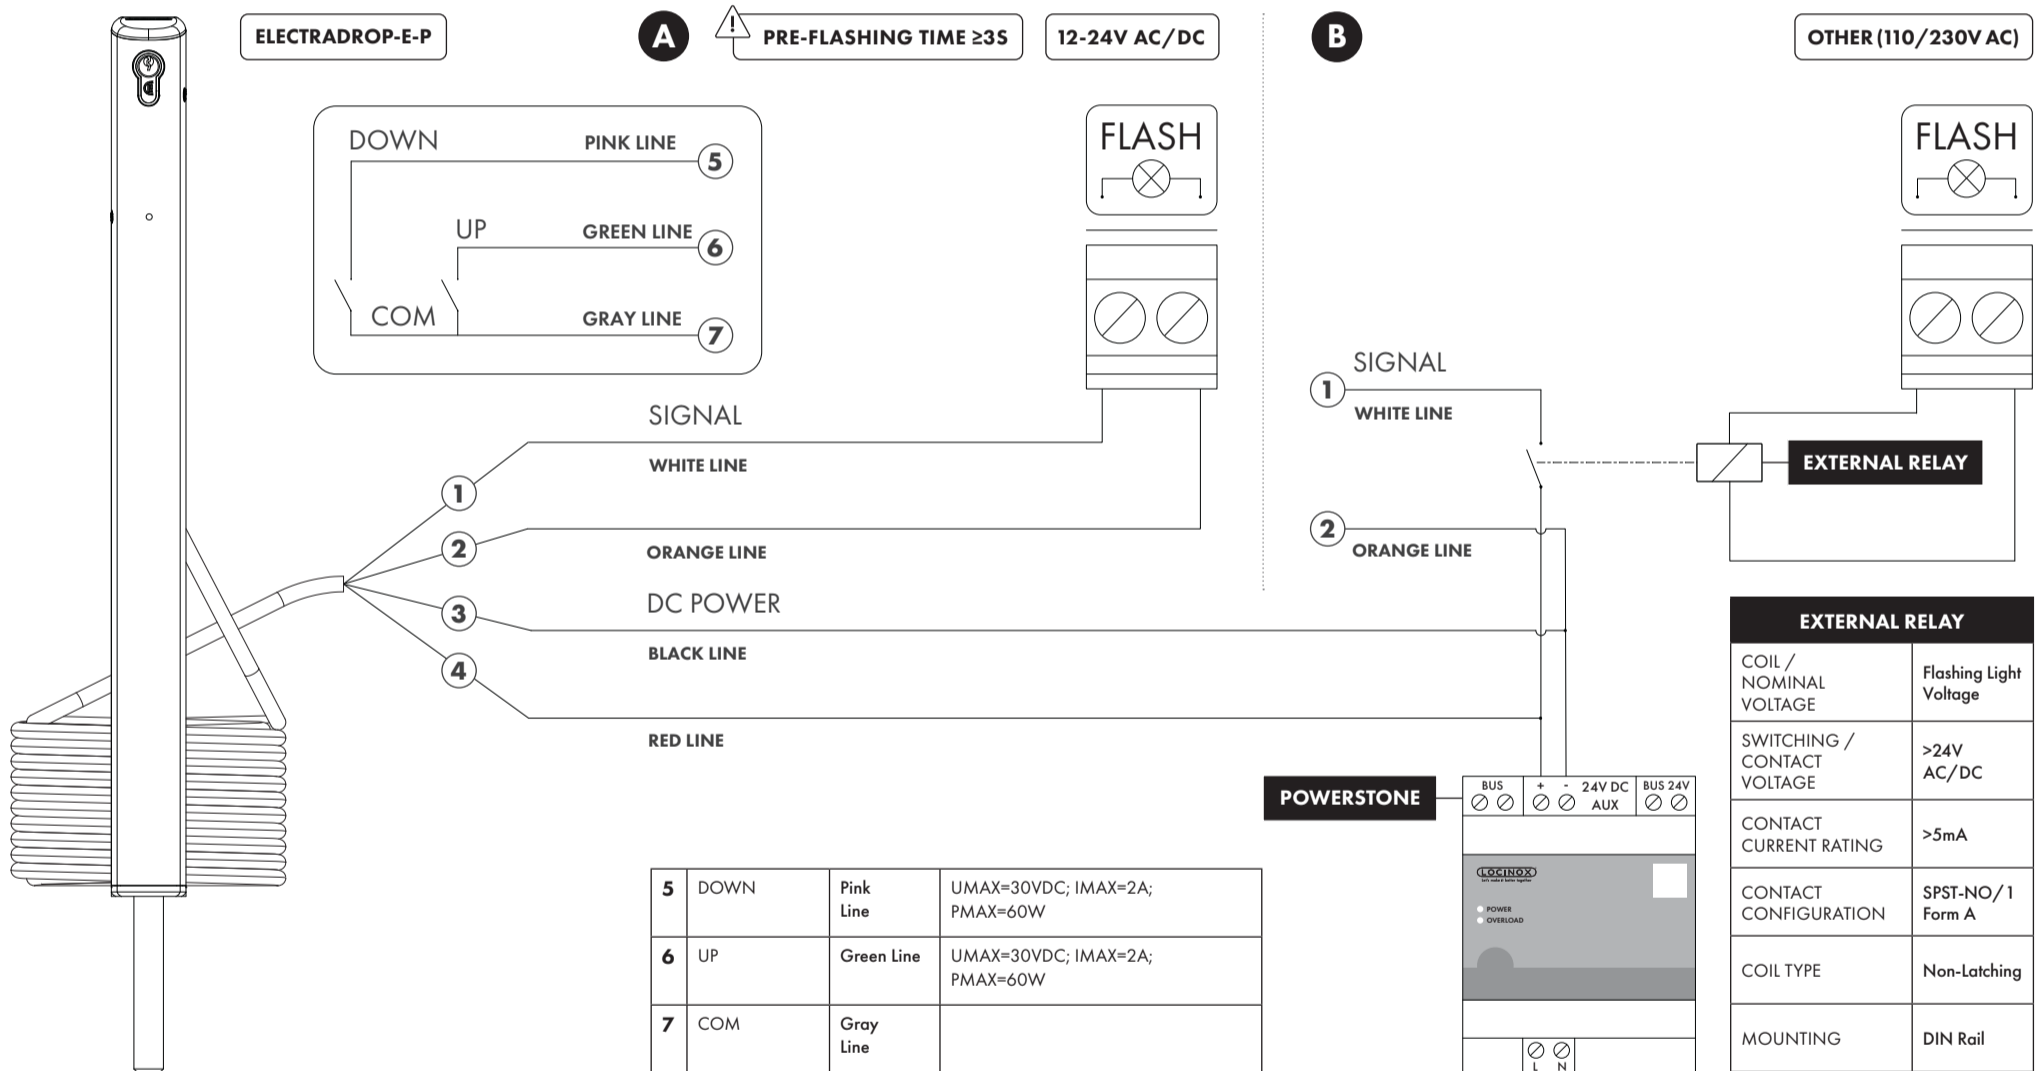 ELECTRADROP-E-P
A
! PRE-FLASHING TIME ≥3S
12-24V AC/DC
B
OTHER (110/230V AC)
DOWN
PINK LINE
5
UP
GREEN LINE
6
COM
GRAY LINE
7
FLASH
FLASH
SIGNAL
WHITE LINE
1
2
ORANGE LINE
DC POWER
3
BLACK LINE
4
RED LINE
SIGNAL
1
WHITE LINE
2
ORANGE LINE
EXTERNAL RELAY
POWERSTONE
BUS + - 24V DC AUX BUS 24V
LOCINOX
Let's make it better together
POWER
OVERLOAD
L N
5 DOWN Pink Line UMAX=30VDC; IMAX=2A; PMAX=60W
6 UP Green Line UMAX=30VDC; IMAX=2A; PMAX=60W
7 COM Gray Line
EXTERNAL RELAY
COIL / NOMINAL VOLTAGE Flashing Light Voltage
SWITCHING / CONTACT VOLTAGE >24V AC/DC
CONTACT CURRENT RATING >5mA
CONTACT CONFIGURATION SPST-NO/1 Form A
COIL TYPE Non-Latching
MOUNTING DIN Rail